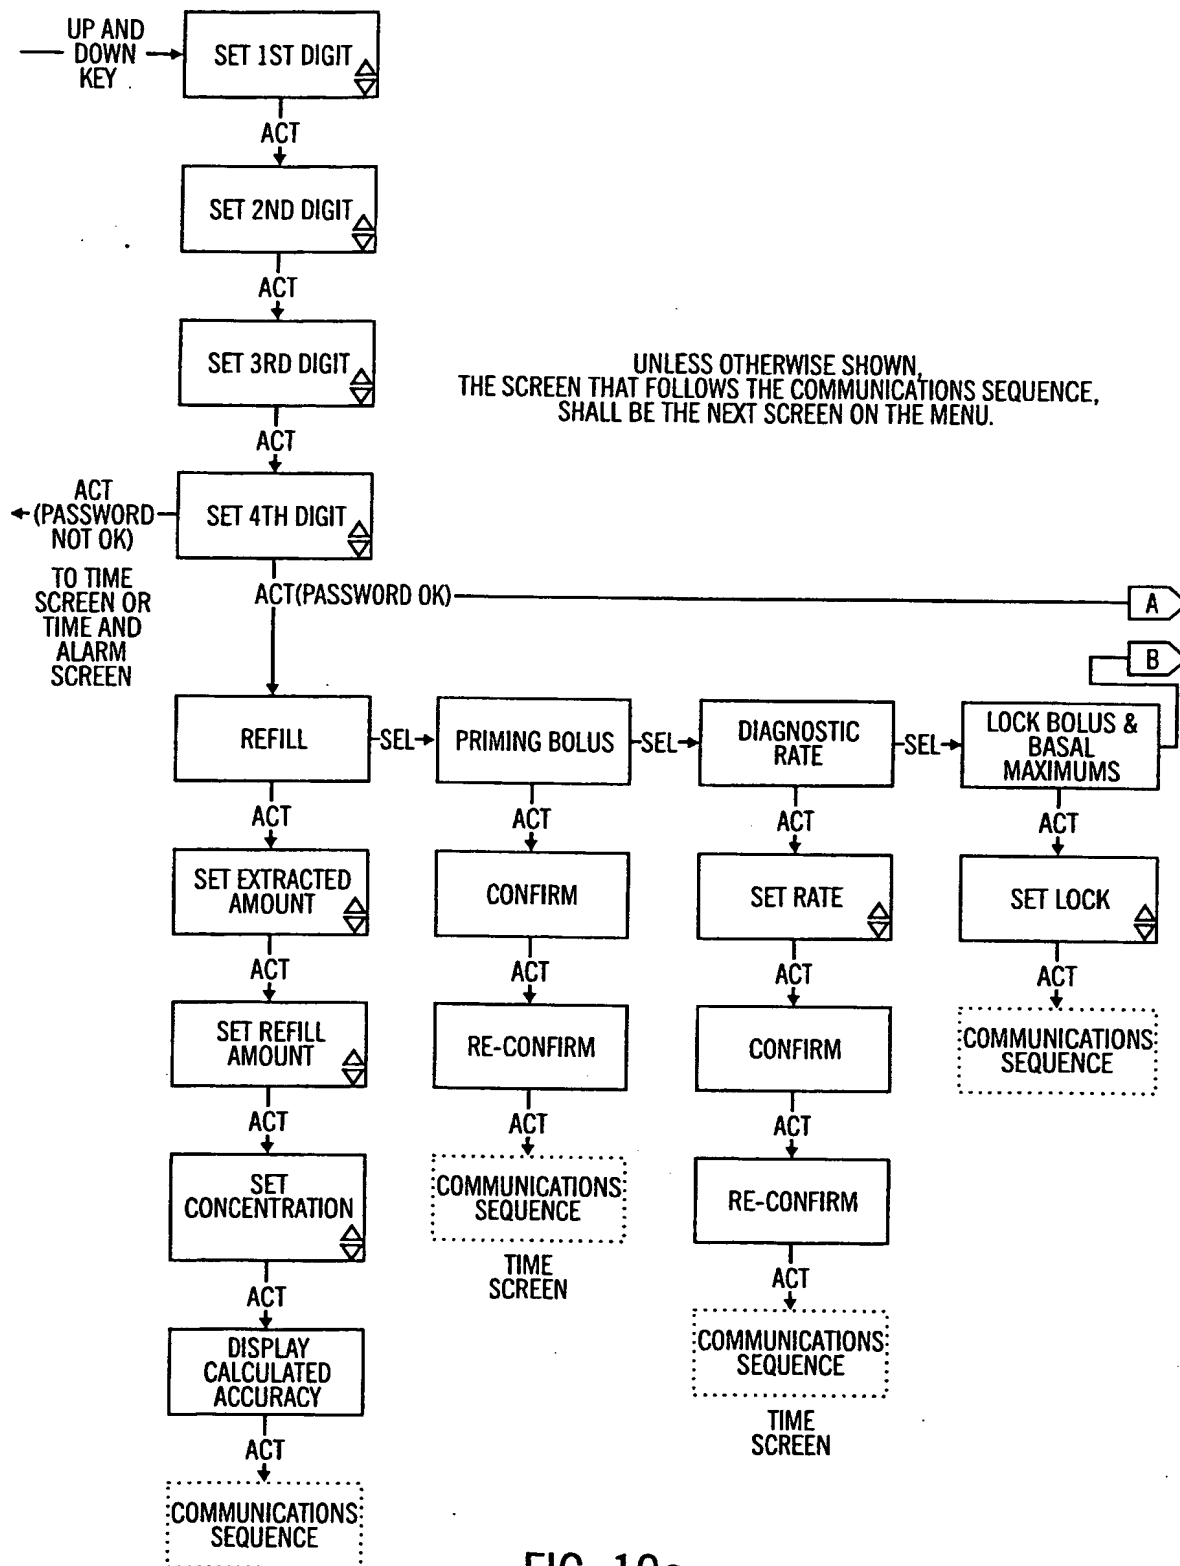 UP AND
DOWN
KEY
SET 1ST DIGIT
ACT
SET 2ND DIGIT
ACT
SET 3RD DIGIT
UNLESS OTHERWISE SHOWN,
THE SCREEN THAT FOLLOWS THE COMMUNICATIONS SEQUENCE,
SHALL BE THE NEXT SCREEN ON THE MENU.
ACT
SET 4TH DIGIT
ACT
(PASSWORD
NOT OK)
TO TIME
SCREEN OR
TIME AND
ALARM
SCREEN
ACT(PASSWORD OK)
A
B
REFILL
SEL
PRIMING BOLUS
SEL
DIAGNOSTIC
RATE
SEL
LOCK BOLUS &
BASAL
MAXIMUMS
ACT
SET EXTRACTED
AMOUNT
ACT
SET REFILL
AMOUNT
ACT
SET
CONCENTRATION
ACT
DISPLAY
CALCULATED
ACCURACY
ACT
COMMUNICATIONS
SEQUENCE
ACT
CONFIRM
ACT
RE-CONFIRM
ACT
COMMUNICATIONS
SEQUENCE
TIME
SCREEN
ACT
SET RATE
ACT
CONFIRM
ACT
RE-CONFIRM
ACT
COMMUNICATIONS
SEQUENCE
TIME
SCREEN
ACT
SET LOCK
ACT
COMMUNICATIONS
SEQUENCE